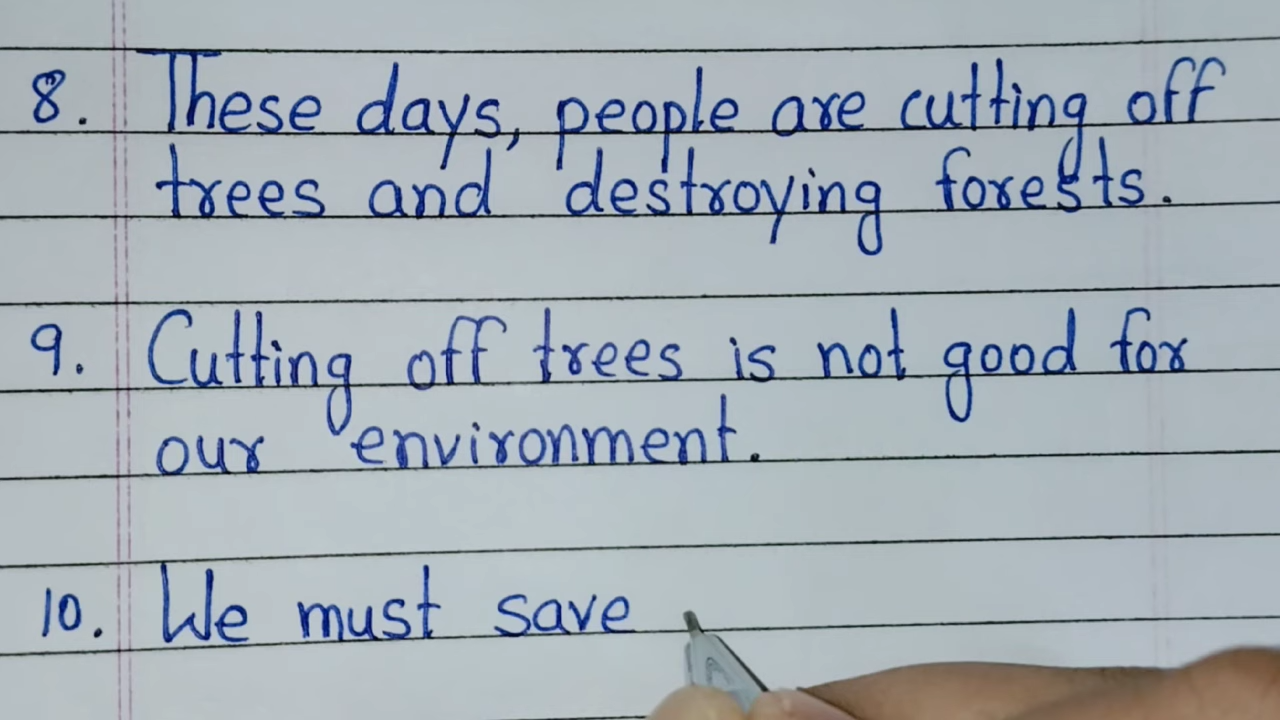 8. These days, people are cutting off
trees and destroying forests.
9. Cutting off trees is not good for
our environment.
10. We must save